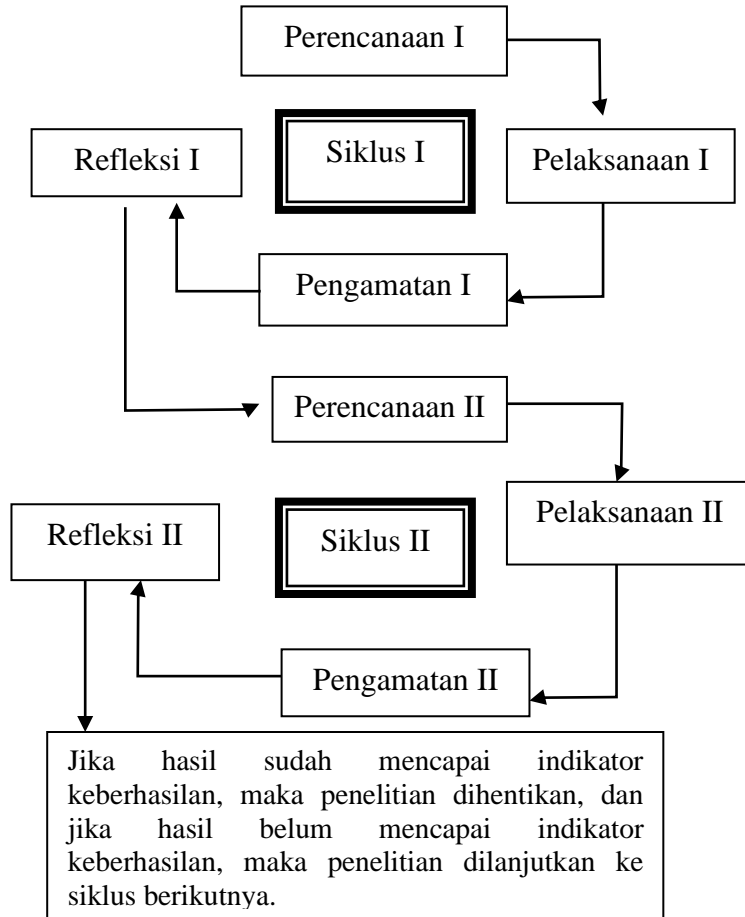 Perencanaan I
Refleksi I
Siklus I
Pelaksanaan I
Pengamatan I
Perencanaan II
Refleksi II
Siklus II
Pelaksanaan II
Pengamatan II
Jika hasil sudah mencapai indikator
keberhasilan, maka penelitian dihentikan, dan
jika hasil belum mencapai indikator
keberhasilan, maka penelitian dilanjutkan ke
siklus berikutnya.